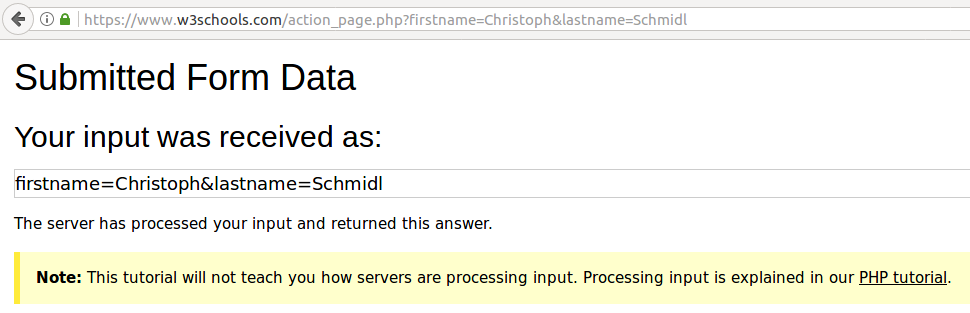 https://www.w3schools.com/action_page.php?firstname=Christoph&lastname=Schmidl
Submitted Form Data
Your input was received as:
firstname=Christoph&lastname=Schmidl
The server has processed your input and returned this answer.
Note: This tutorial will not teach you how servers are processing input. Processing input is explained in our PHP tutorial.